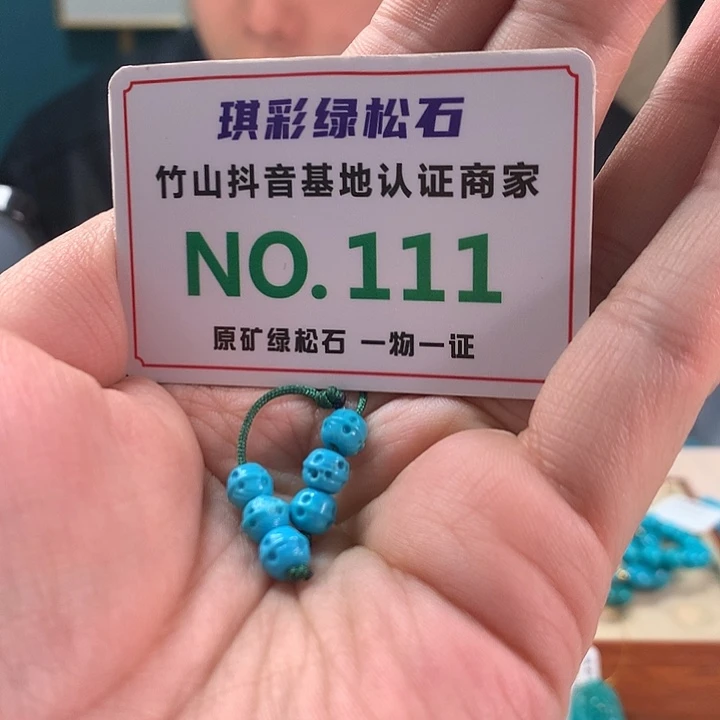 琪彩绿松石
竹山抖音基地认证商家
NO.111
原矿绿松石 一物一证